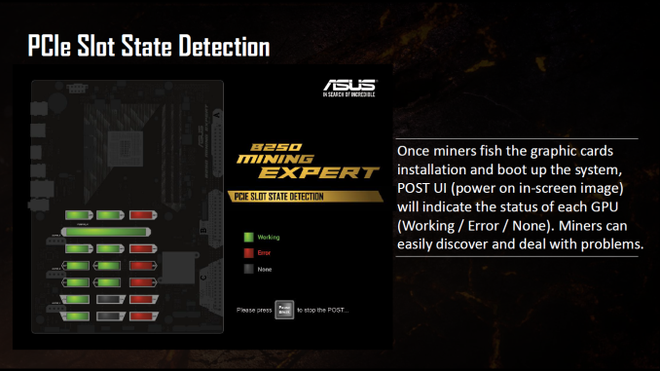 PCIe Slot State Detection
ASUS
IN SEARCH OF INCREDIBLE
B250
MINING
EXPERT
PCIE SLOT STATE DETECTION
Working
Error
None
Please press Pause Break to stop the POST...
Once miners fish the graphic cards
installation and boot up the system,
POST UI (power on in-screen image)
will indicate the status of each GPU
(Working / Error / None). Miners can
easily discover and deal with problems.
A
B
C